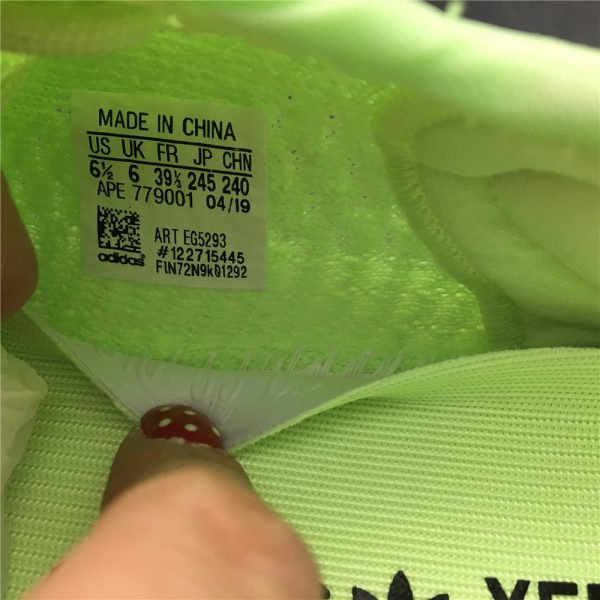 MADE IN CHINA
US UK FR JP CHN
6½ 6 39⅓ 245 240
APE 779001 04/19
ART EG5293
#122715445
adidas
F1N72N9k01292